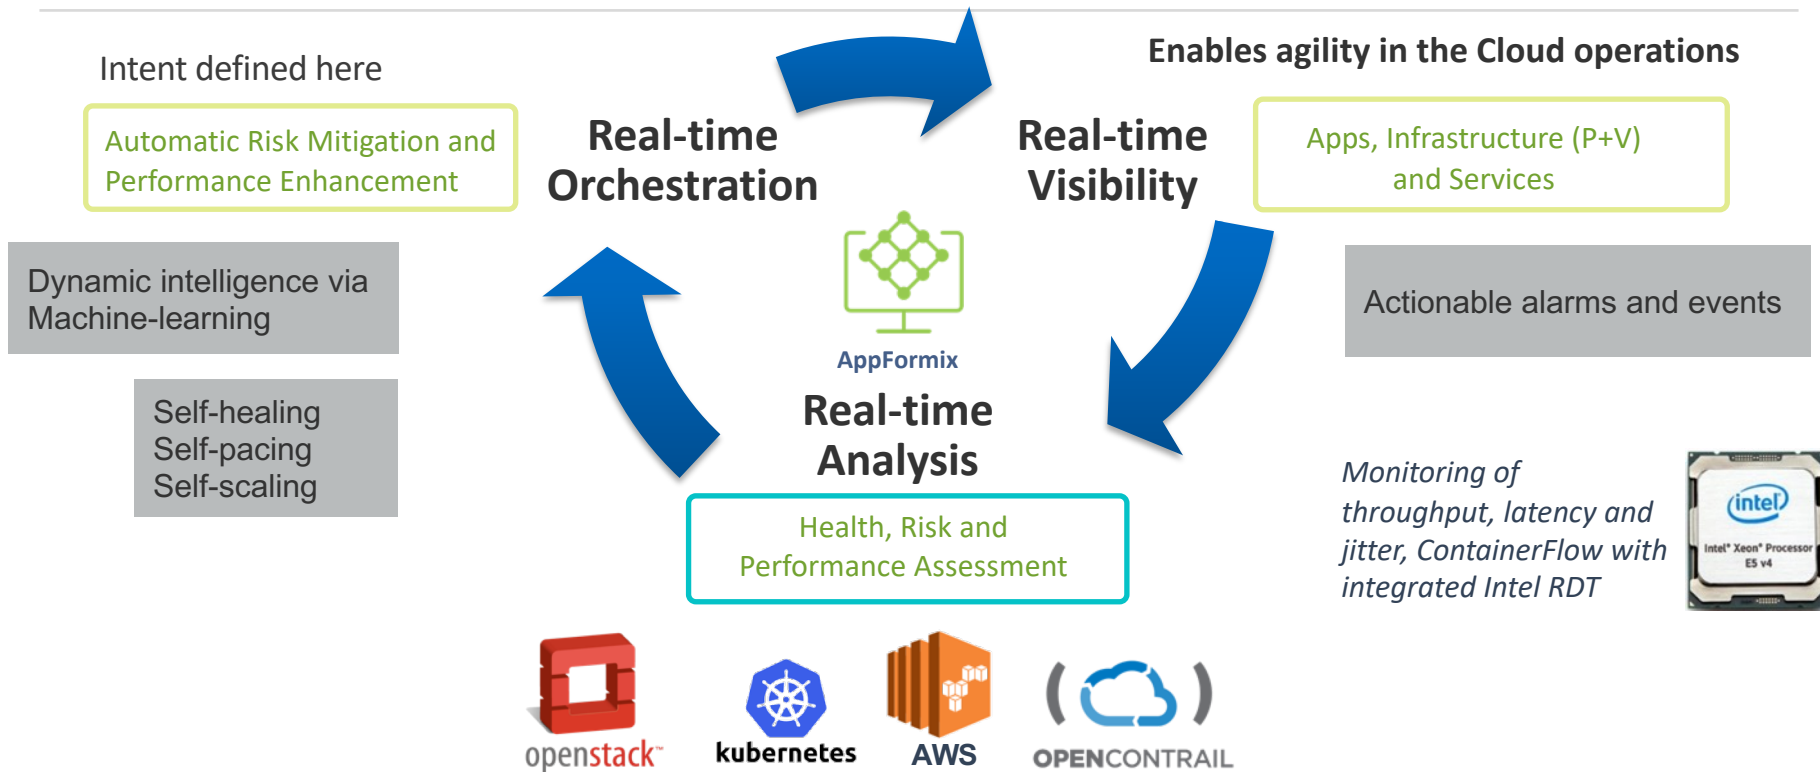 Enables agility in the Cloud operations
Intent defined here
Automatic Risk Mitigation and
Performance Enhancement
Real-time
Orchestration
Real-time
Visibility
Apps, Infrastructure (P+V)
and Services
Dynamic intelligence via
Machine-learning
Self-healing
Self-pacing
Self-scaling
AppFormix
Real-time
Analysis
Health, Risk and
Performance Assessment
Actionable alarms and events
Monitoring of
throughput, latency and
jitter, ContainerFlow with
integrated Intel RDT
intel
Intel® Xeon® Processor
E5 v4
openstack™
kubernetes
AWS
OPENCONTRAIL